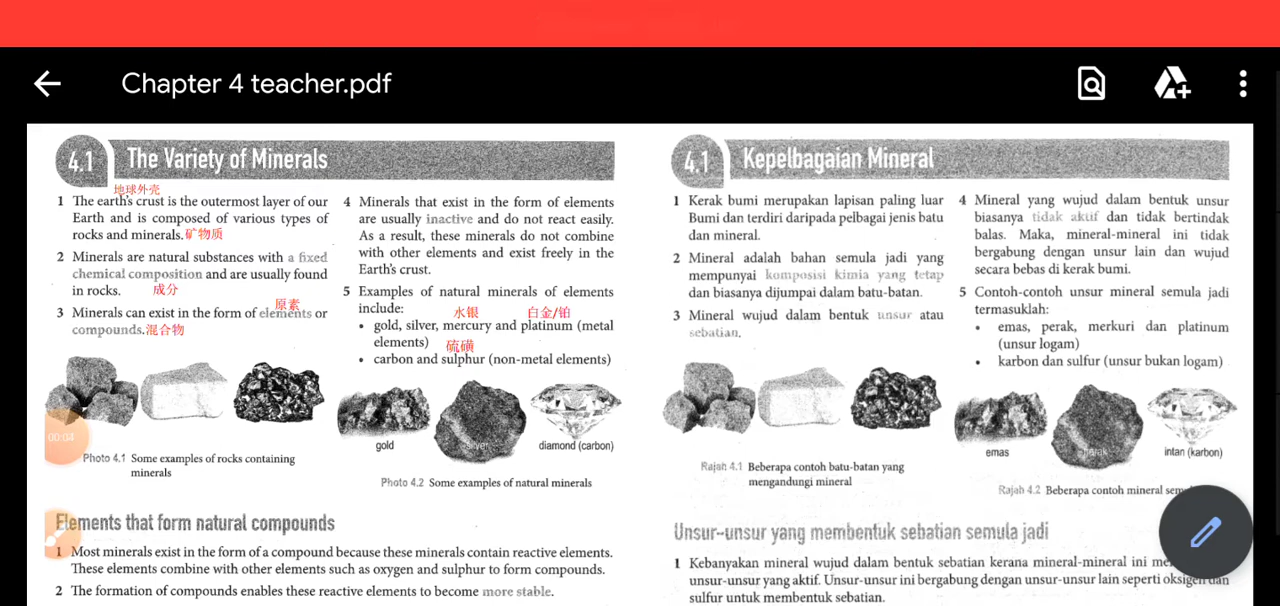 Chapter 4 teacher.pdf
4.1 The Variety of Minerals
地球外壳
1 The earth's crust is the outermost layer of our
Earth and is composed of various types of
rocks and minerals. 矿物质
2 Minerals are natural substances with a fixed
chemical composition and are usually found
in rocks. 成分
原素
3 Minerals can exist in the form of elements or
compounds. 混合物
Photo 4.1 Some examples of rocks containing
minerals
4 Minerals that exist in the form of elements
are usually inactive and do not react easily.
As a result, these minerals do not combine
with other elements and exist freely in the
Earth's crust.
5 Examples of natural minerals of elements
include: 水银 白金/铂
• gold, silver, mercury and platinum (metal
elements) 硫磺
• carbon and sulphur (non-metal elements)
gold
silver
diamond (carbon)
Photo 4.2 Some examples of natural minerals
00:04
Elements that form natural compounds
1 Most minerals exist in the form of a compound because these minerals contain reactive elements.
These elements combine with other elements such as oxygen and sulphur to form compounds.
2 The formation of compounds enables these reactive elements to become more stable.
4.1 Kepelbagaian Mineral
1 Kerak bumi merupakan lapisan paling luar
Bumi dan terdiri daripada pelbagai jenis batu
dan mineral.
2 Mineral adalah bahan semula jadi yang
mempunyai komposisi kimia yang tetap
dan biasanya dijumpai dalam batu-batan.
3 Mineral wujud dalam bentuk unsur atau
sebatian.
Rajah 4.1 Beberapa contoh batu-batan yang
mengandungi mineral
4 Mineral yang wujud dalam bentuk unsur
biasanya tidak aktif dan tidak bertindak
balas. Maka, mineral-mineral ini tidak
bergabung dengan unsur lain dan wujud
secara bebas di kerak bumi.
5 Contoh-contoh unsur mineral semula jadi
termasuklah:
• emas, perak, merkuri dan platinum
(unsur logam)
• karbon dan sulfur (unsur bukan logam)
emas
perak
intan (karbon)
Rajah 4.2 Beberapa contoh mineral
Unsur-unsur yang membentuk sebatian semula jadi
1 Kebanyakan mineral wujud dalam bentuk sebatian kerana mineral-mineral ini
unsur-unsur yang aktif. Unsur-unsur ini bergabung dengan unsur-unsur lain seperti oksigen dan
sulfur untuk membentuk sebatian.